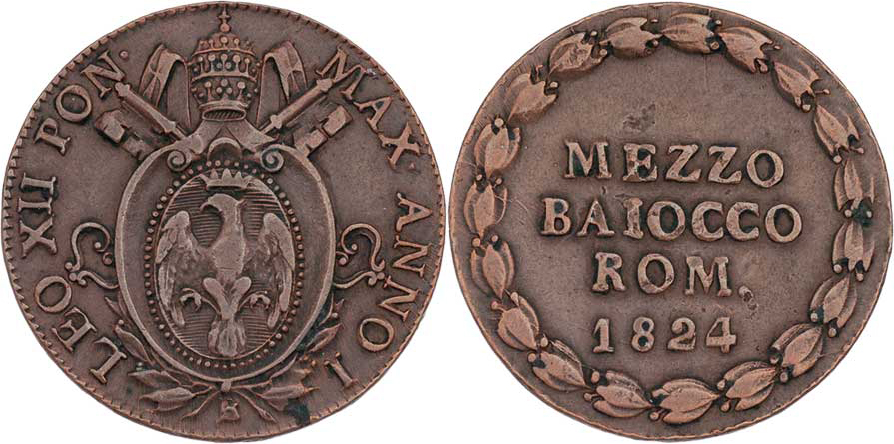 LEO XII PON· MAX· ANNO I
B
MEZZO
BAIOCCO
ROM,
1824